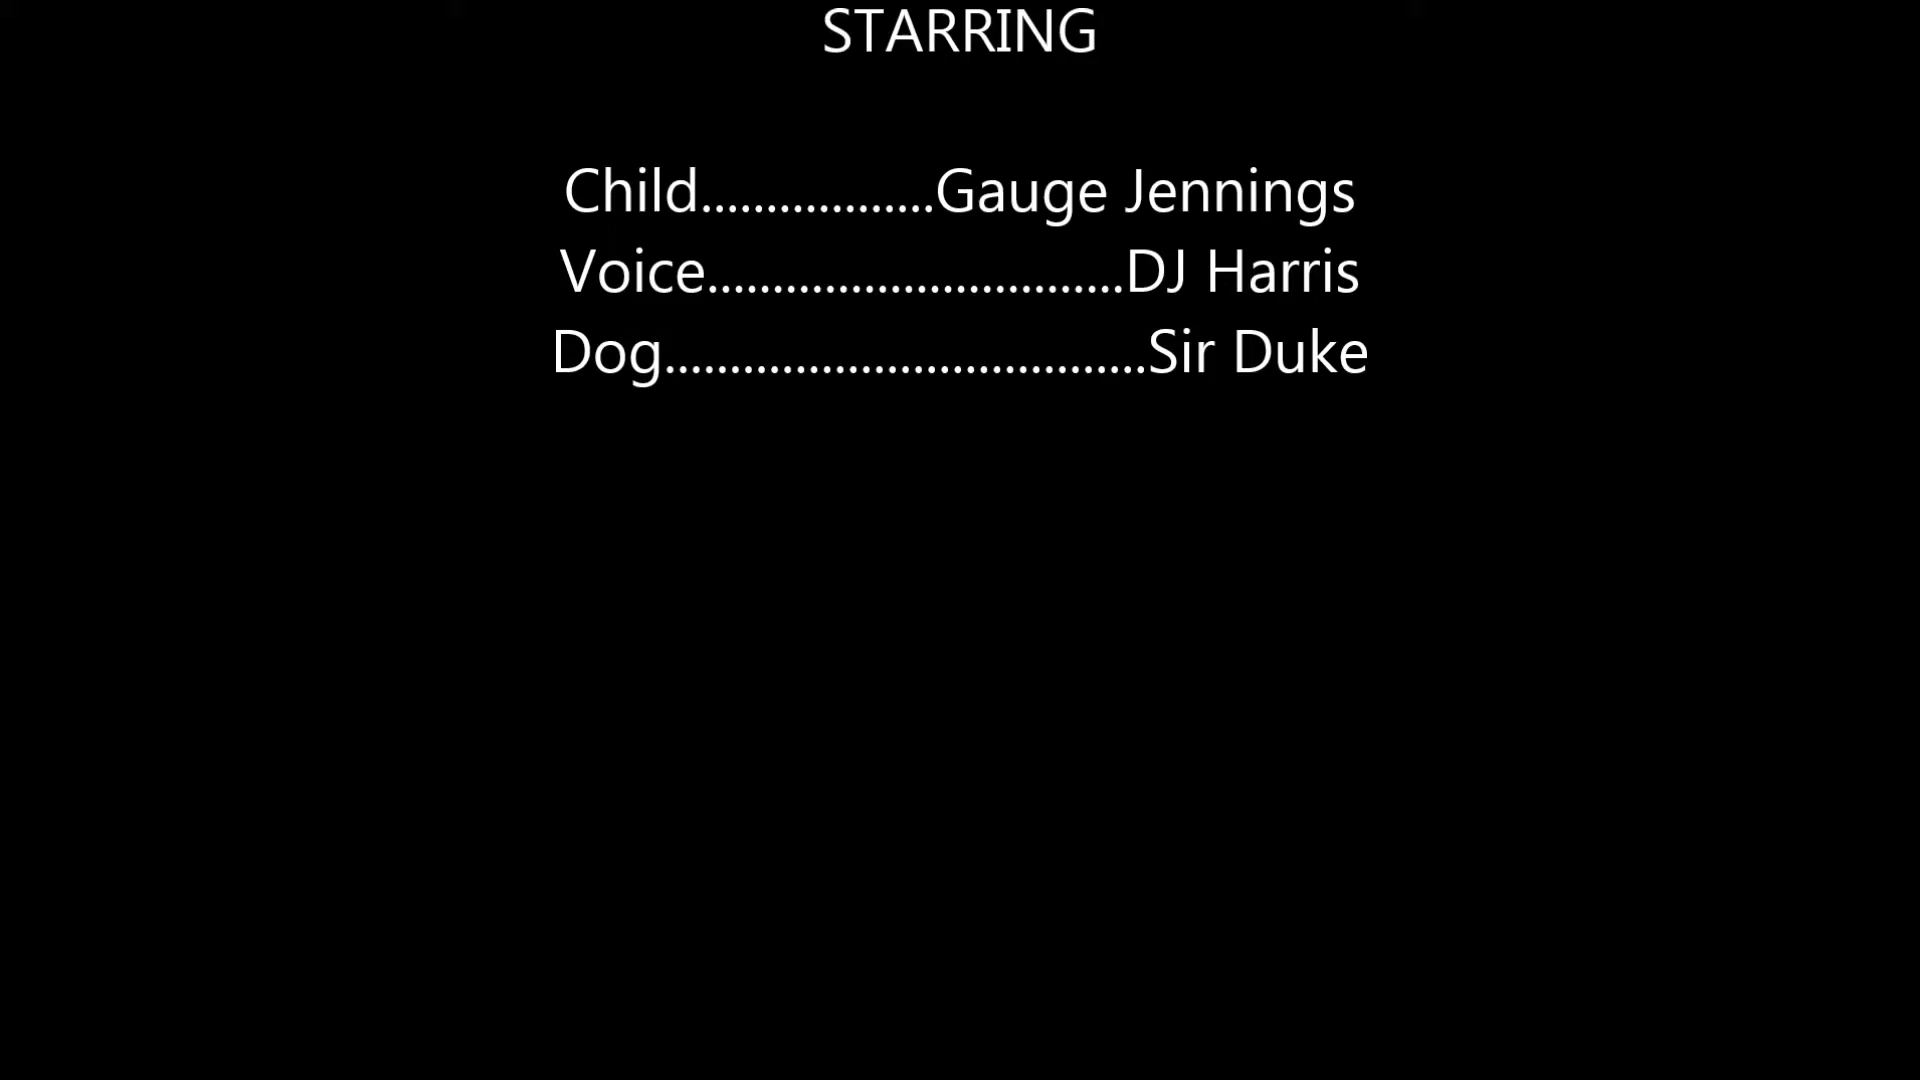 STARRING
Child..................Gauge Jennings
Voice................................DJ Harris
Dog.....................................Sir Duke